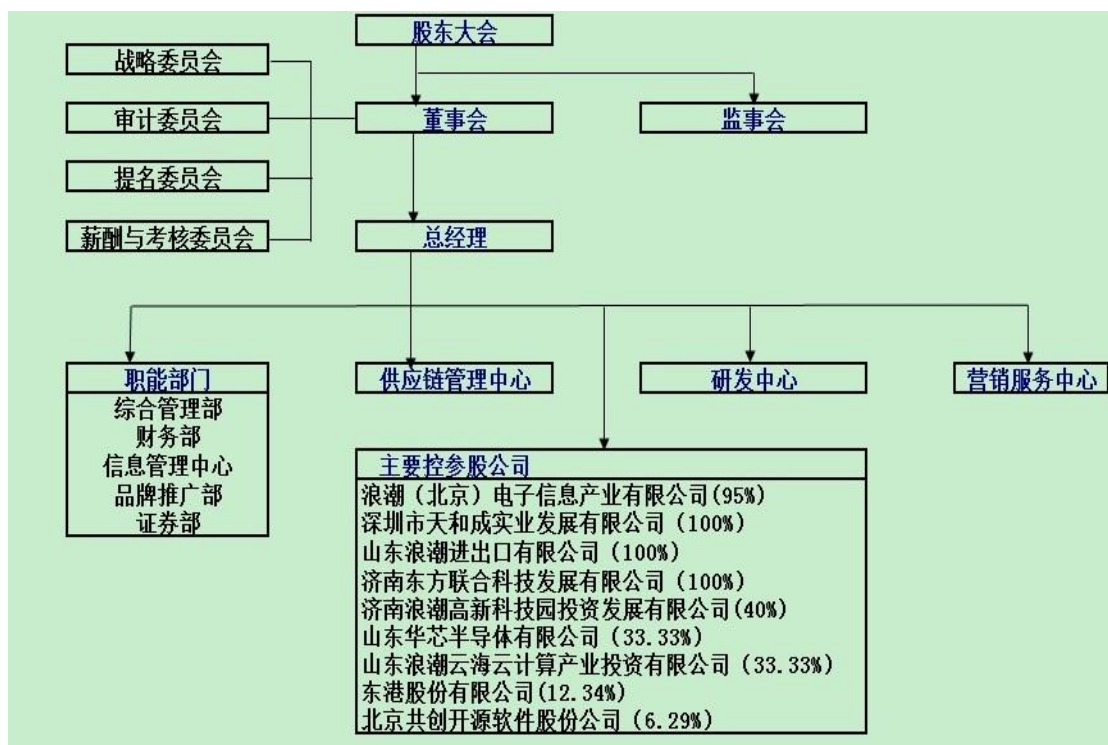 股东大会
战略委员会
审计委员会
董事会
监事会
提名委员会
薪酬与考核委员会
总经理
职能部门
综合管理部
财务部
信息管理中心
品牌推广部
证券部
供应链管理中心
研发中心
营销服务中心
主要控参股公司
浪潮（北京）电子信息产业有限公司(95%)
深圳市天和成实业发展有限公司（100%）
山东浪潮进出口有限公司（100%）
济南东方联合科技发展有限公司（100%）
济南浪潮高新科技园投资发展有限公司(40%)
山东华芯半导体有限公司（33.33%）
山东浪潮云海云计算产业投资有限公司（33.33%）
东港股份有限公司(12.34%)
北京共创开源软件股份公司（6.29%）